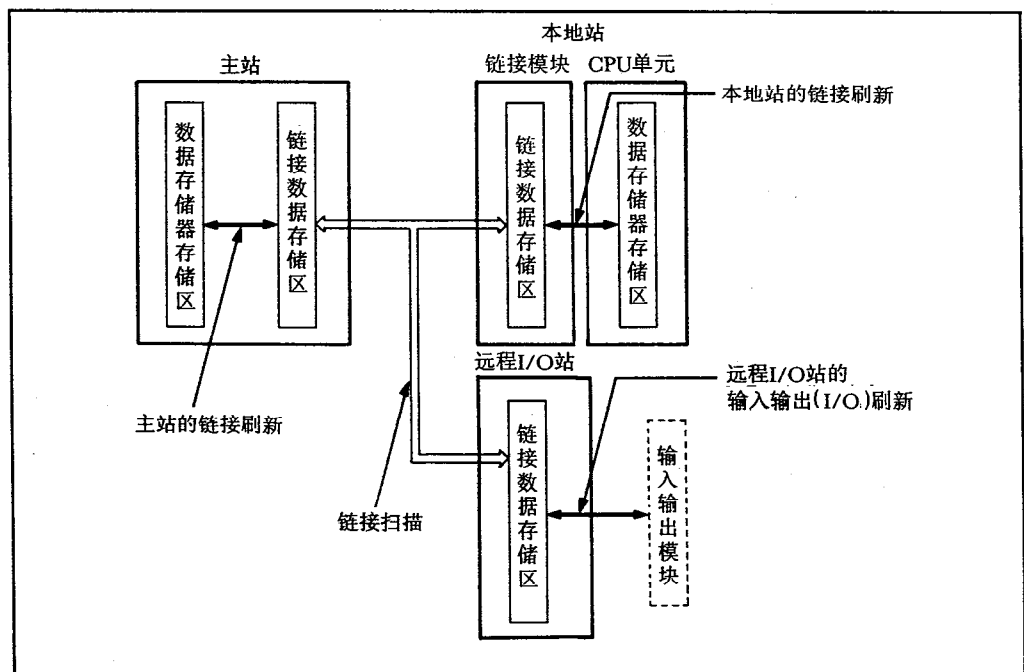 本地站
主站
链接模块
CPU单元
本地站的链接刷新
数据存储器存储区
链接数据存储区
链接数据存储区
数据存储器存储区
主站的链接刷新
远程I/O站
远程I/O站的
输入输出(I/O.)刷新
链接数据存储区
输入输出模块
链接扫描